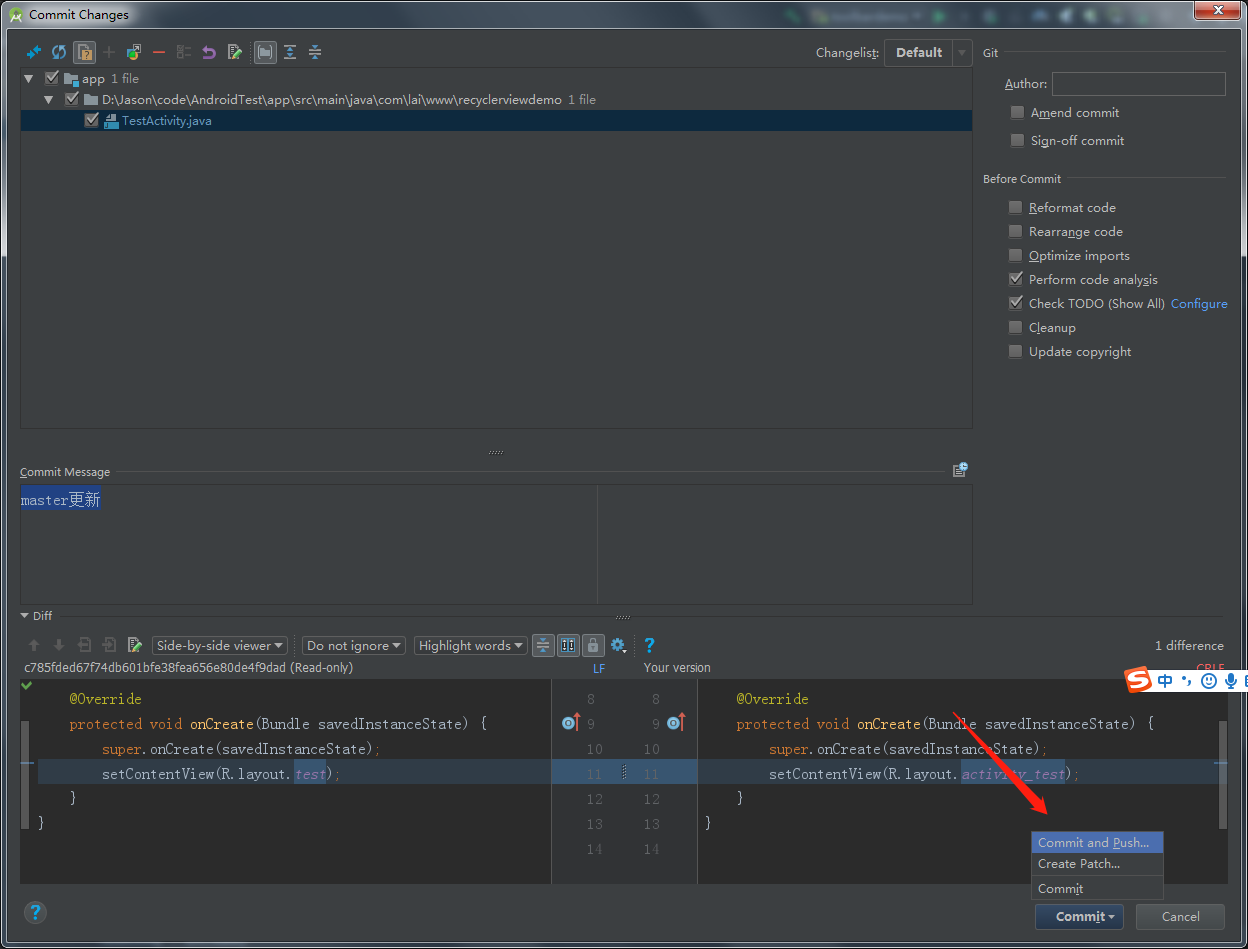 Commit Changes
Changelist: Default
Git
app 1 file
Author:
D:\Jason\code\AndroidTest\app\src\main\java\com\lai\www\recyclerviewdemo 1 file
Amend commit
TestActivity.java
Sign-off commit
Before Commit
Reformat code
Rearrange code
Optimize imports
Perform code analysis
Check TODO (Show All) Configure
Cleanup
Update copyright
Commit Message
master更新
Diff
Side-by-side viewer Do not ignore Highlight words ? 1 difference
c785fded67f74db601bfe38fea656e80de4f9dad (Read-only) LF Your version CRLF
S 中
@Override 8 8 @Override
protected void onCreate(Bundle savedInstanceState) { 9 9 protected void onCreate(Bundle savedInstanceState) {
super.onCreate(savedInstanceState); 10 10 super.onCreate(savedInstanceState);
setContentView(R.layout.test); 11 11 setContentView(R.layout.activity_test);
} 12 12 }
} 13 13 }
14 14
Commit and Push...
Create Patch...
Commit
? Commit Cancel